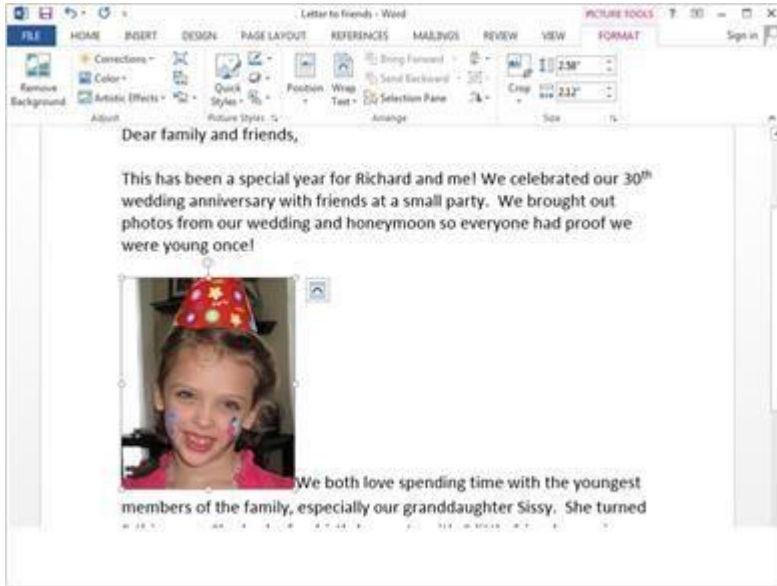 Letter to friends - Word
PICTURE TOOLS
FILE HOME INSERT DESIGN PAGE LAYOUT REFERENCES MAILINGS REVIEW VIEW FORMAT Sign in
Corrections
Color
Artistic Effects
Remove Background
Quick Styles
Position
Wrap Text
Bring Forward
Send Backward
Selection Pane
Crop
2.58"
2.12"
Adjust Picture Styles Arrange Size
Dear family and friends,
This has been a special year for Richard and me! We celebrated our 30th
wedding anniversary with friends at a small party. We brought out
photos from our wedding and honeymoon so everyone had proof we
were young once!
We both love spending time with the youngest
members of the family, especially our granddaughter Sissy. She turned